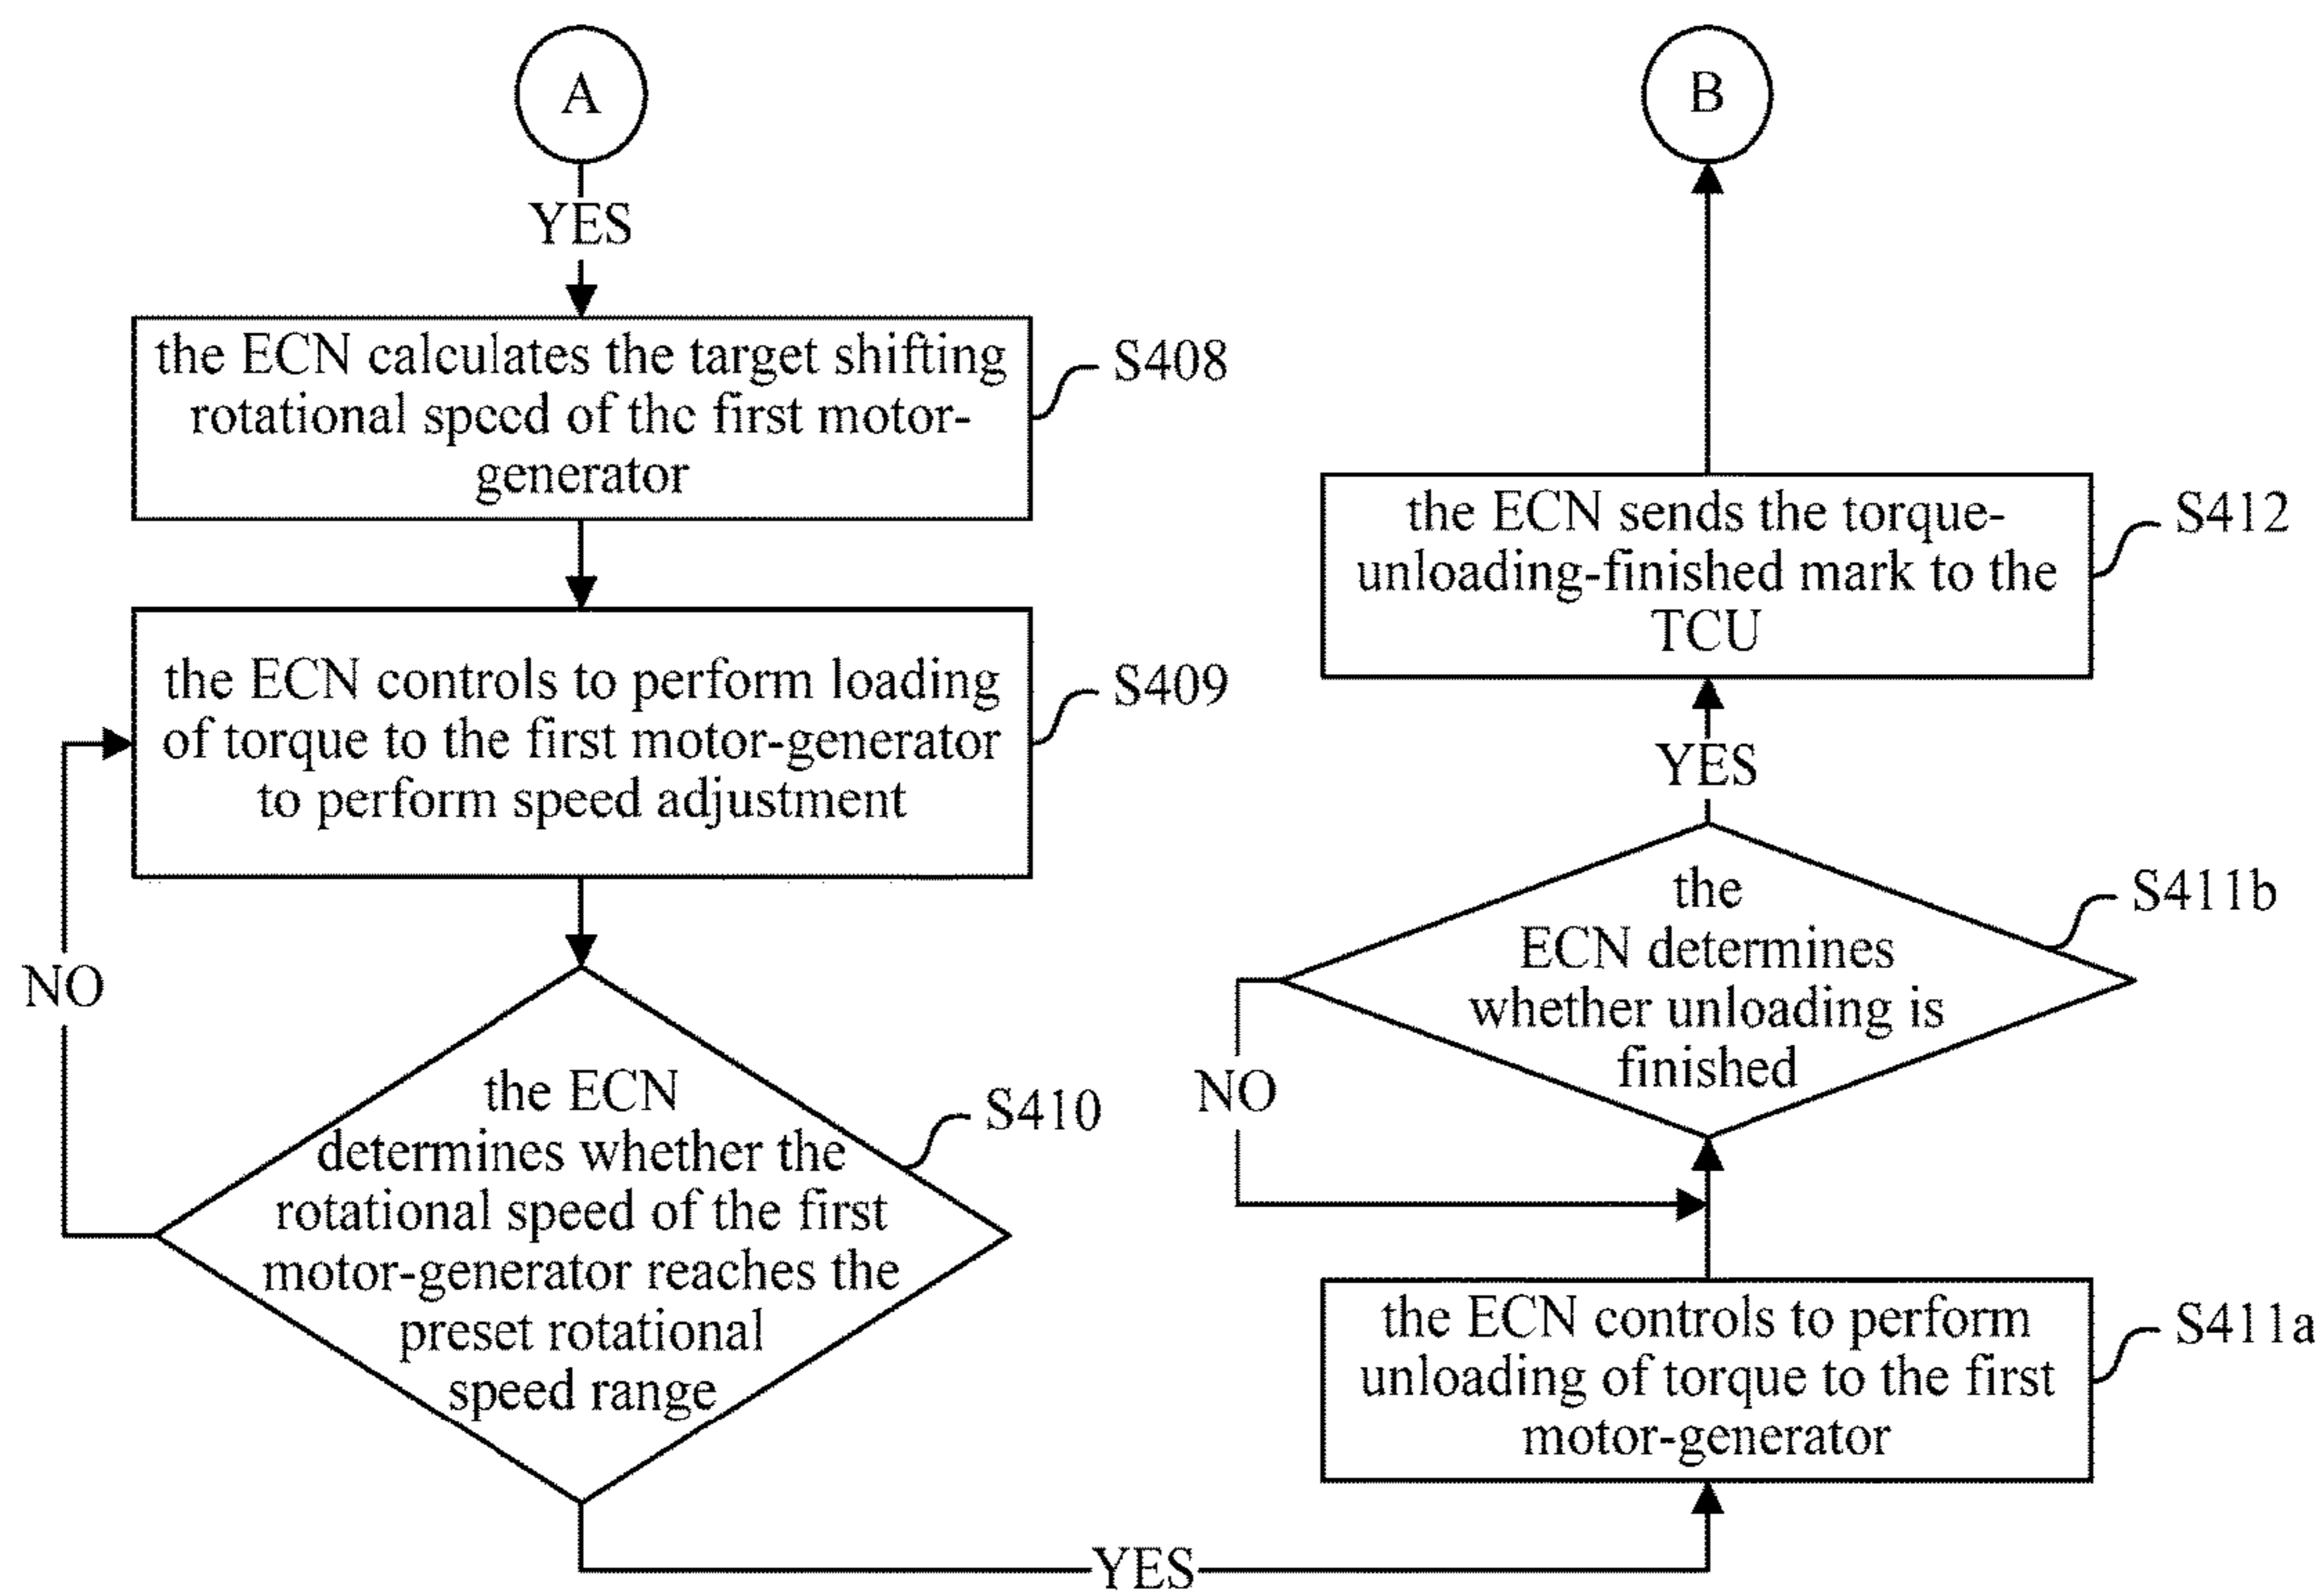 A
YES
the ECN calculates the target shifting
rotational speed of the first motor-
generator
S408
the ECN controls to perform loading
of torque to the first motor-generator
to perform speed adjustment
S409
NO
the ECN
determines whether the
rotational speed of the first
motor-generator reaches the
preset rotational
speed range
S410
YES
B
the ECN sends the torque-
unloading-finished mark to the
TCU
S412
YES
the
ECN determines
whether unloading is
finished
S411b
NO
the ECN controls to perform
unloading of torque to the first
motor-generator
S411a